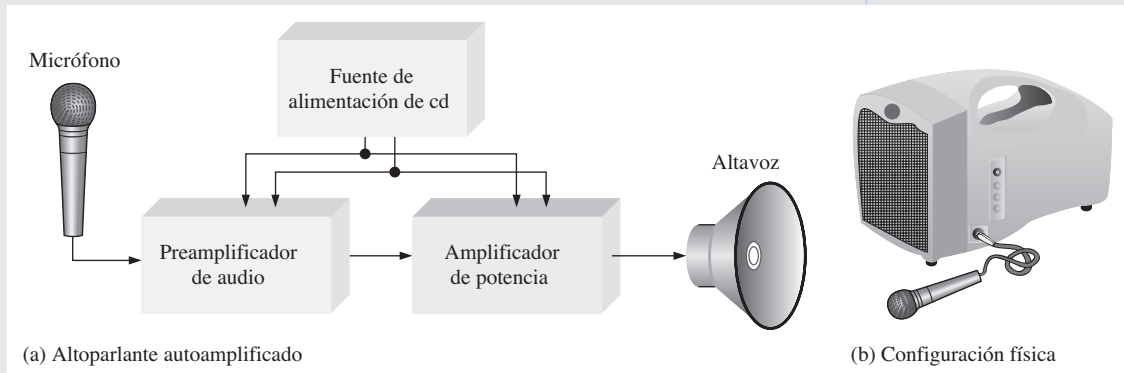 Micrófono
Fuente de
alimentación de cd
Altavoz
Preamplificador
de audio
Amplificador
de potencia
(a) Altoparlante autoamplificado
(b) Configuración física